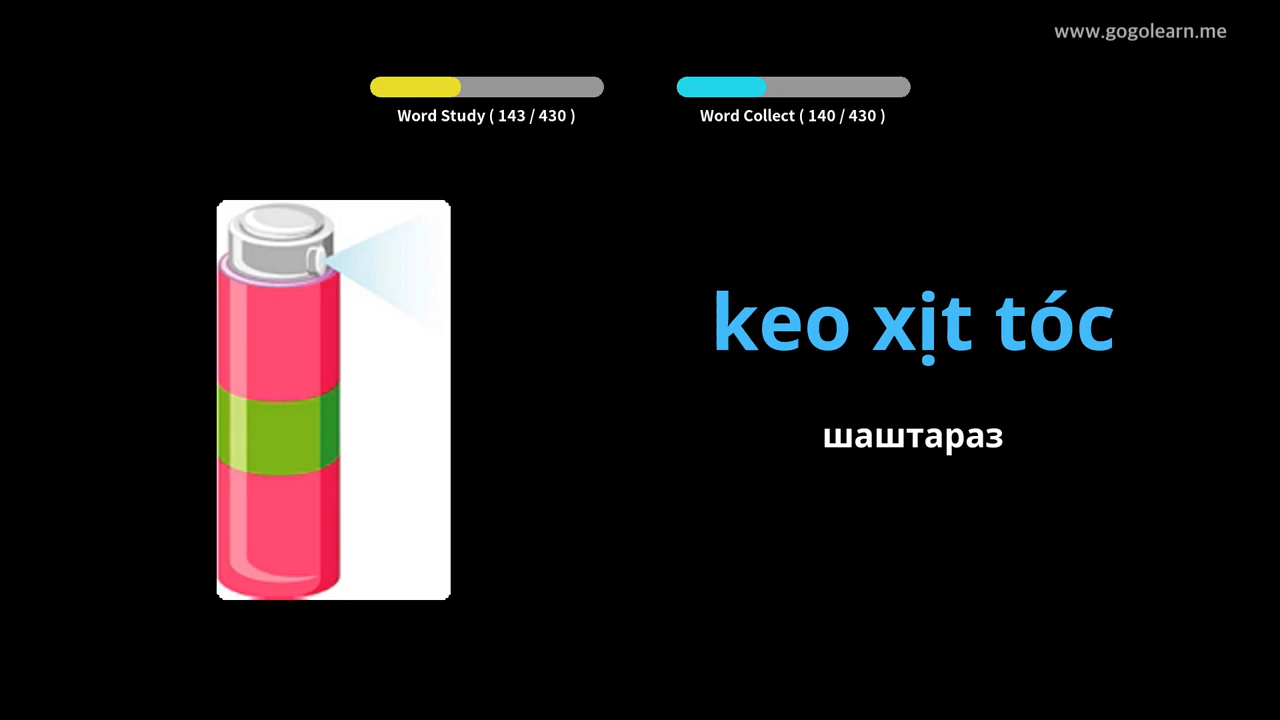 www.gogolearn.me
Word Study ( 143 / 430 )
Word Collect ( 140 / 430 )
keo xịt tóc
шаштараз